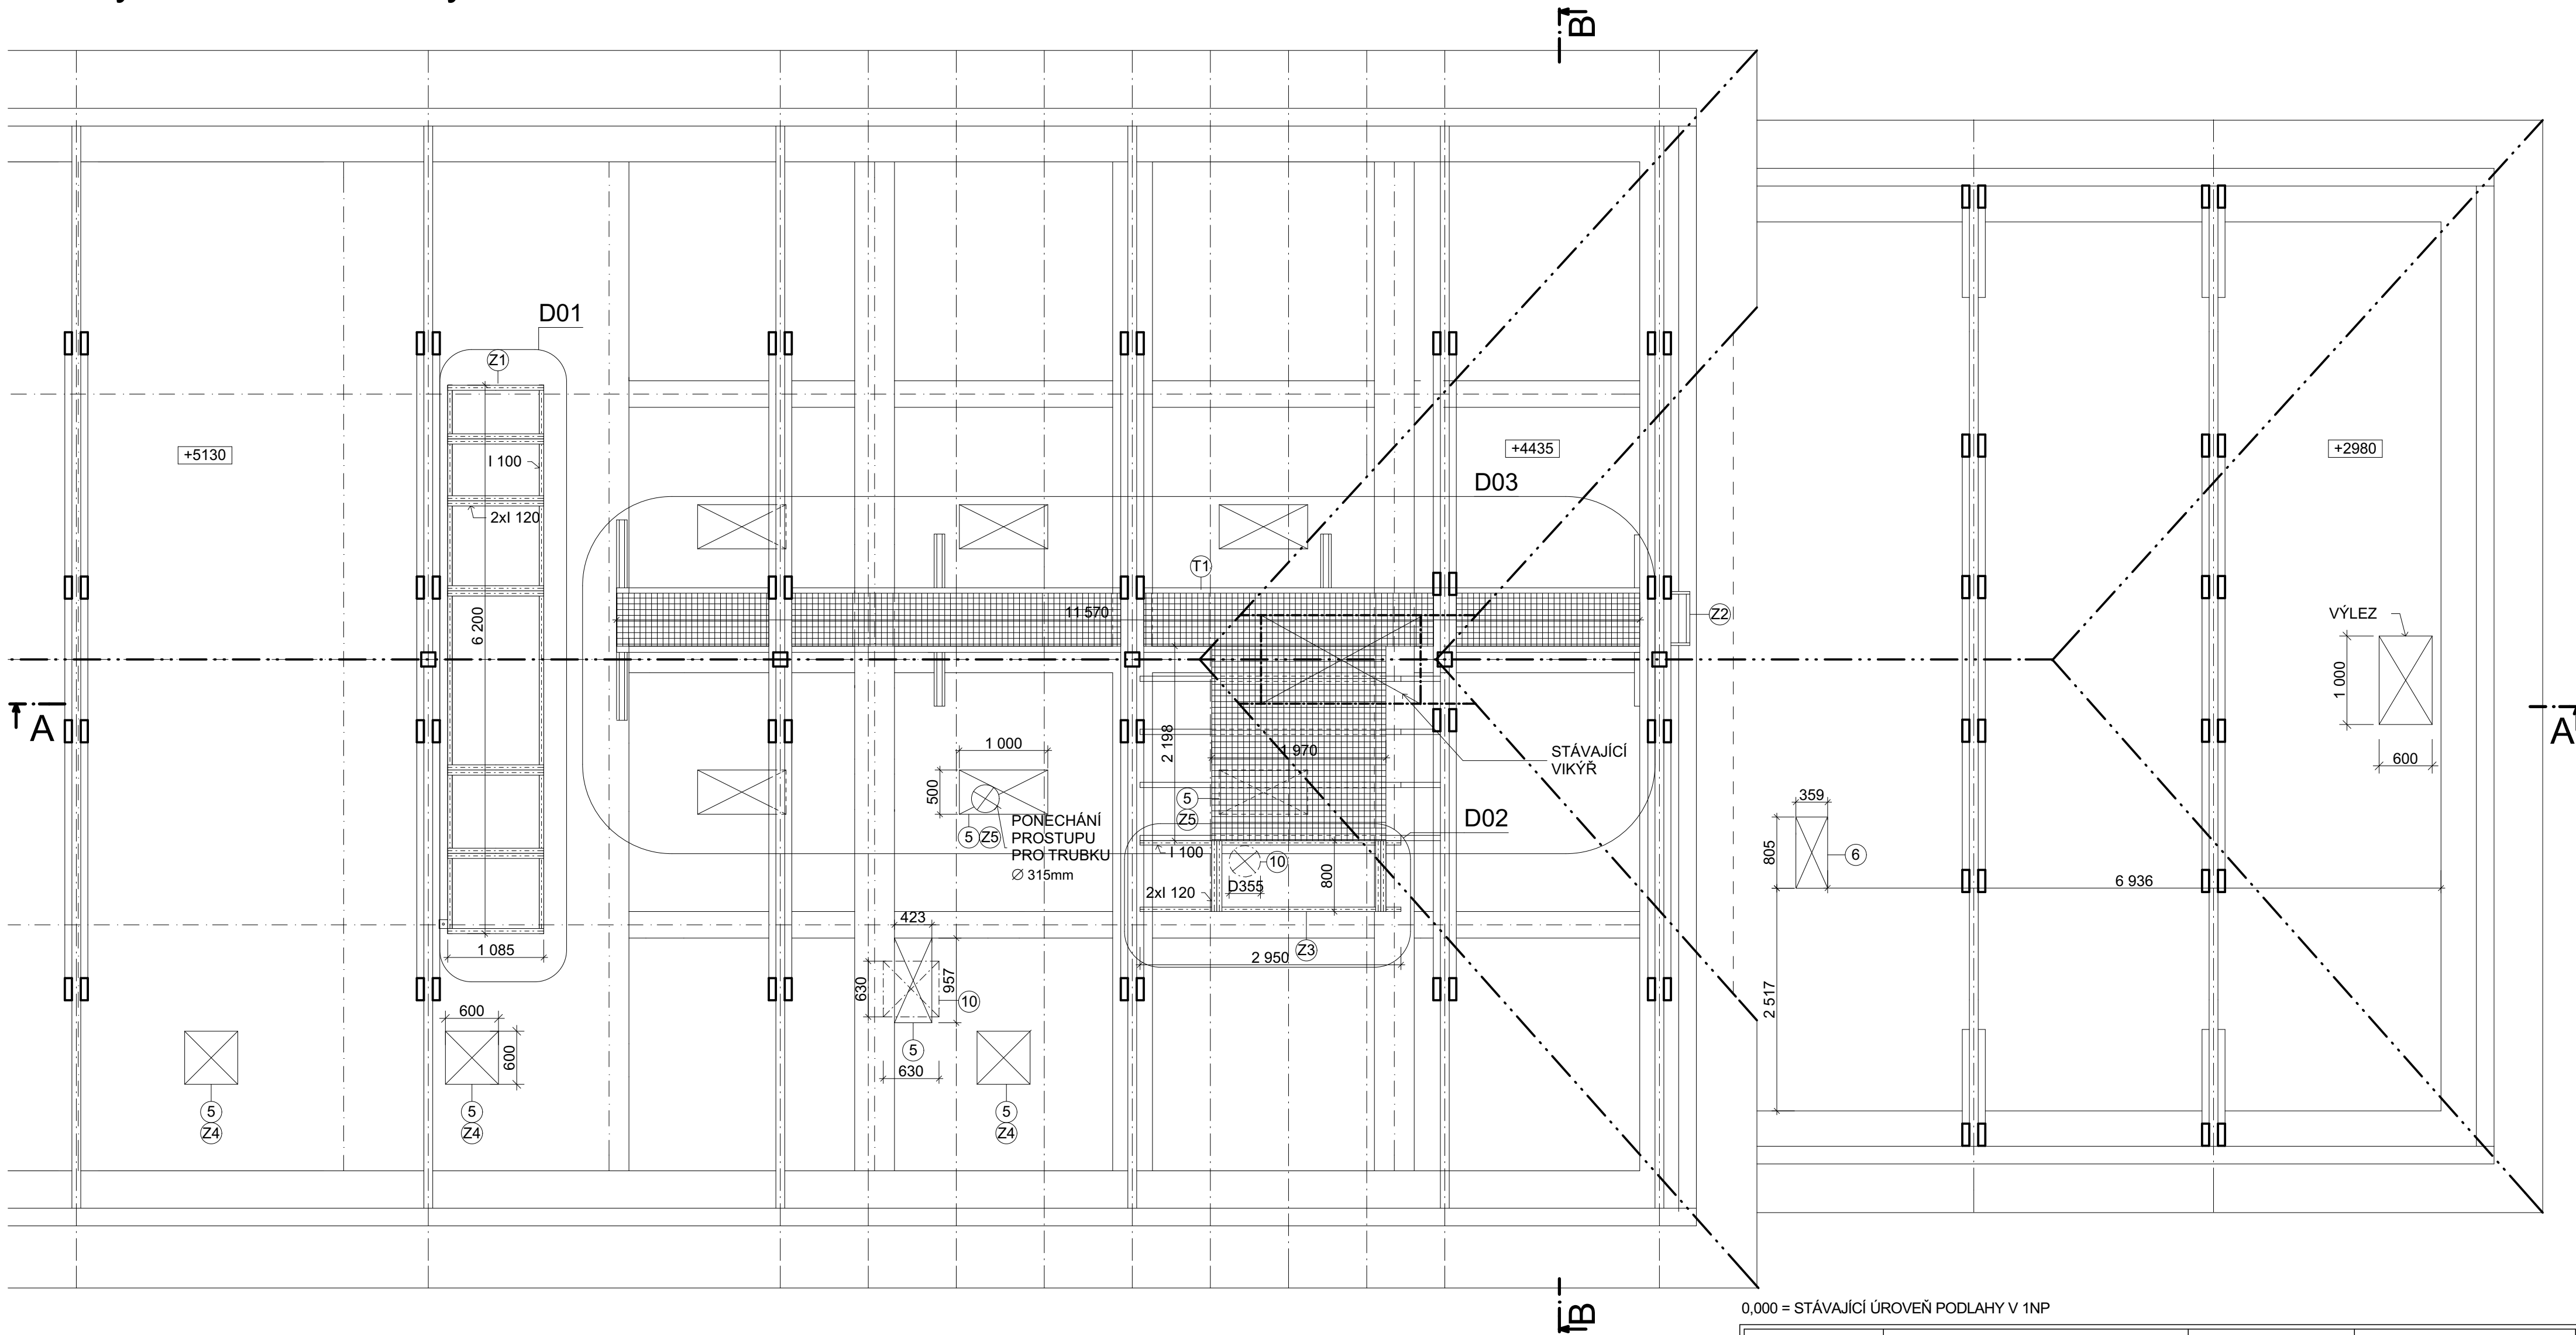 B
D01
Z1
+5130
I 100
2xI 120
6 200
1 085
+4435
+2980
D03
T1
11 570
Z2
VÝLEZ
1 000
600
A
A
2 198
1 970
STÁVAJÍCÍ
VIKÝŘ
1 000
500
5
Z5
PONECHÁNÍ
PROSTUPU
PRO TRUBKU
Ø 315mm
5
Z5
D02
I 100
10
D355
800
2xI 120
Z3
2 950
359
805
6
6 936
2 517
423
630
957
10
5
630
600
600
5
Z4
5
Z4
5
Z4
B
0,000 = STÁVAJÍCÍ ÚROVEŇ PODLAHY V 1NP